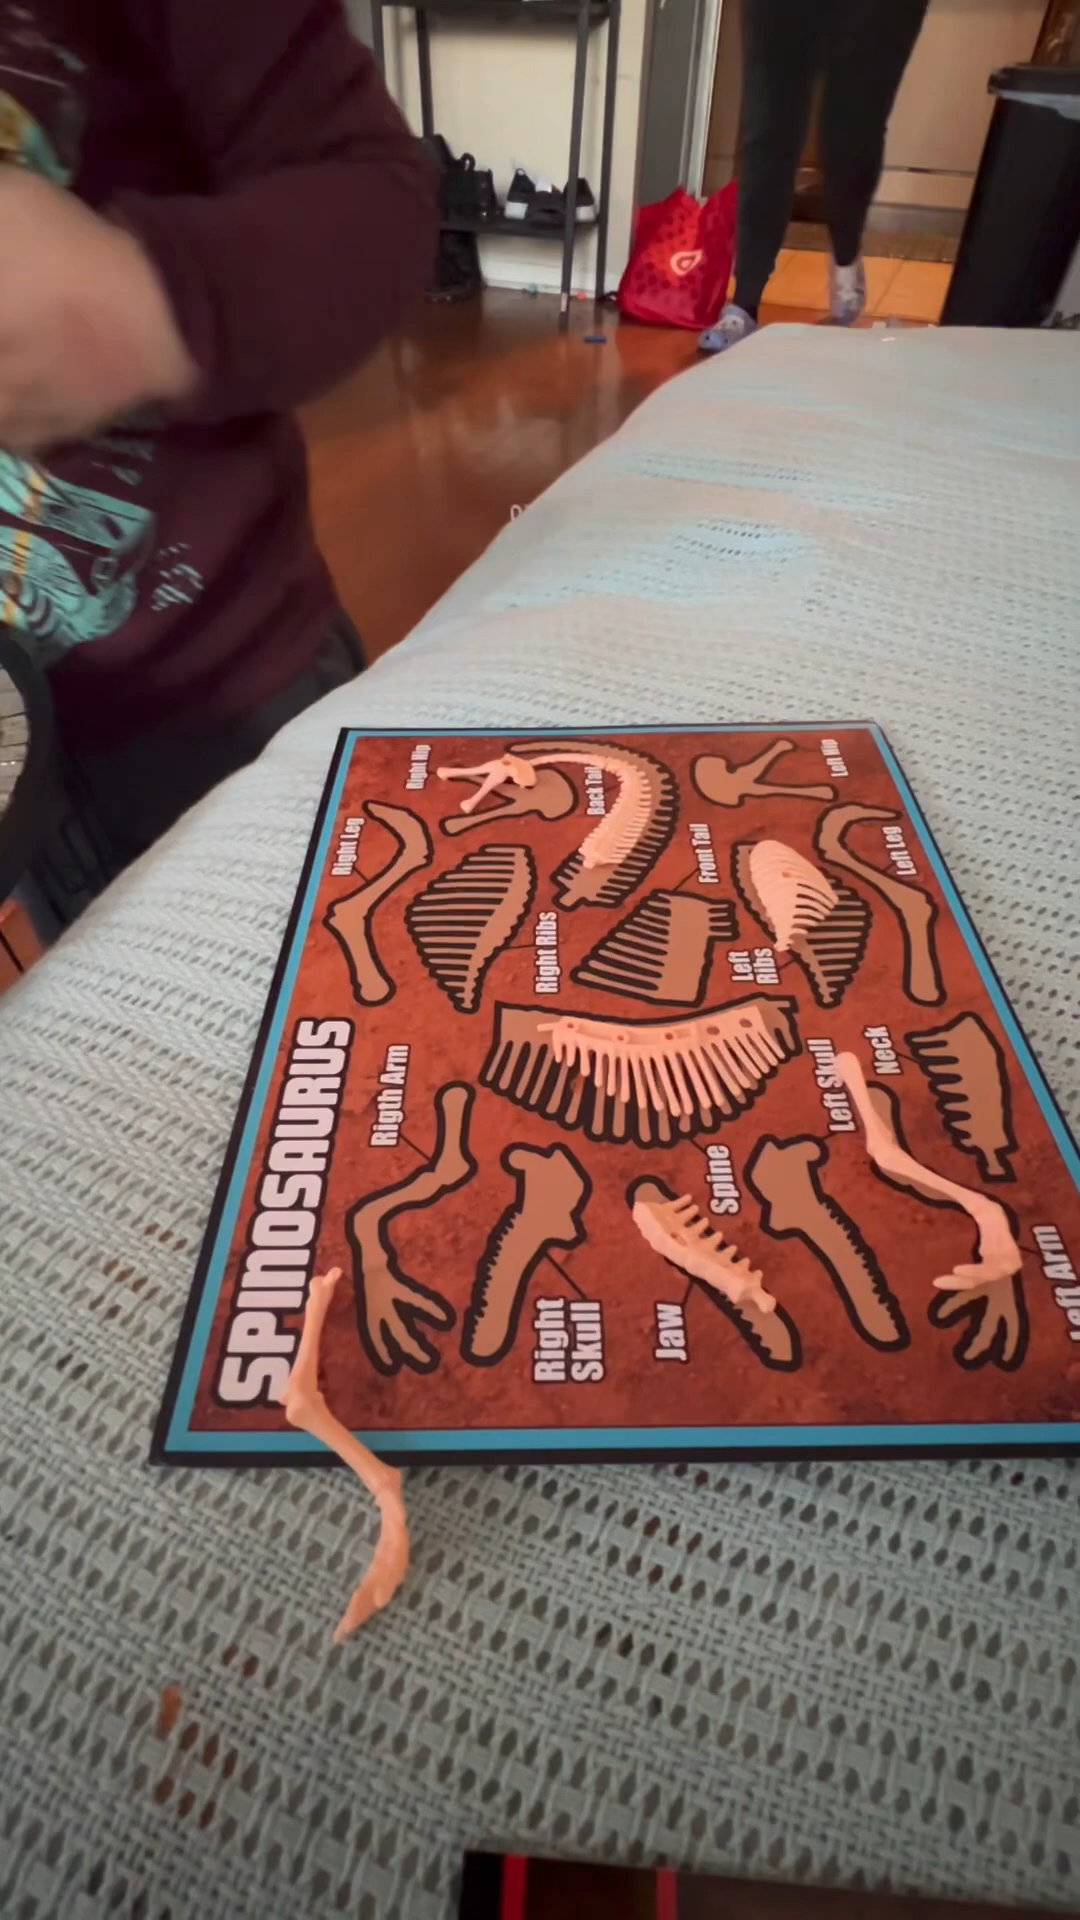 SPINOSAURUS
Right Hip
Left Hip
Right Leg
Back Tail
Front Tail
Left Leg
Right Ribs
Left
Ribs
Rigth Arm
Left Skull
Neck
Spine
Right
Skull
Jaw
Left Arm